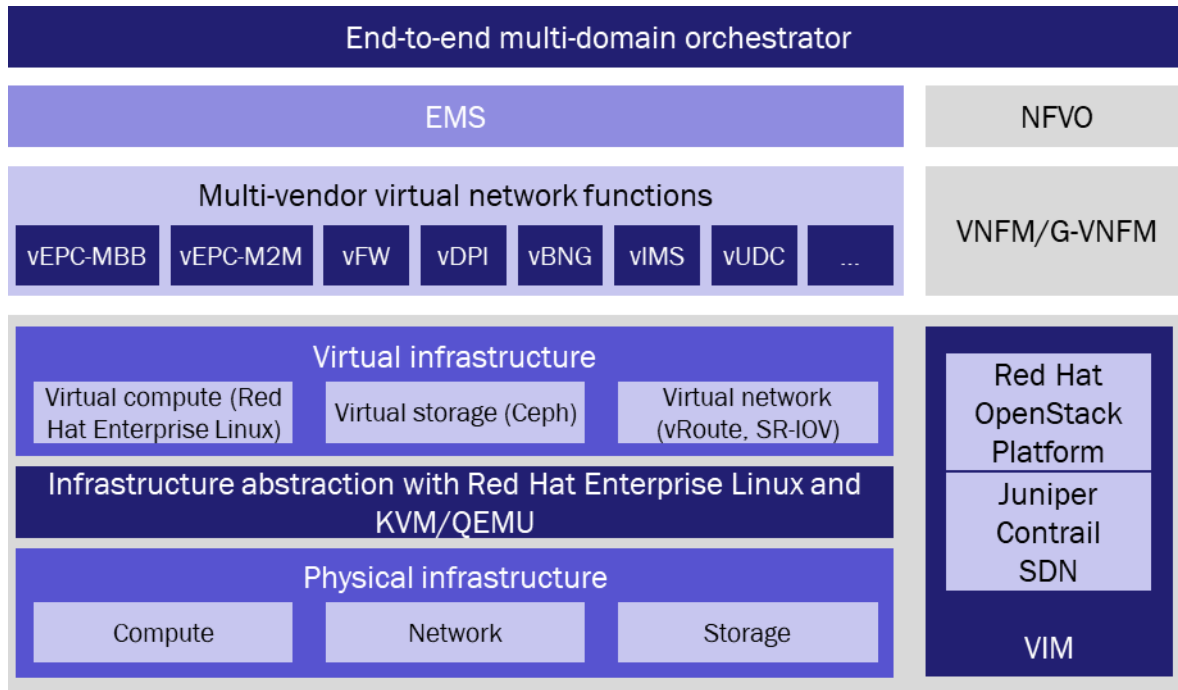 End-to-end multi-domain orchestrator
EMS
NFVO
Multi-vendor virtual network functions
vEPC-MBB
vEPC-M2M
vFW
vDPI
vBNG
vIMS
vUDC
...
VNFM/G-VNFM
Virtual infrastructure
Virtual compute (Red
Hat Enterprise Linux)
Virtual storage (Ceph)
Virtual network
(vRoute, SR-IOV)
Infrastructure abstraction with Red Hat Enterprise Linux and
KVM/QEMU
Physical infrastructure
Compute
Network
Storage
Red Hat
OpenStack
Platform
Juniper
Contrail
SDN
VIM